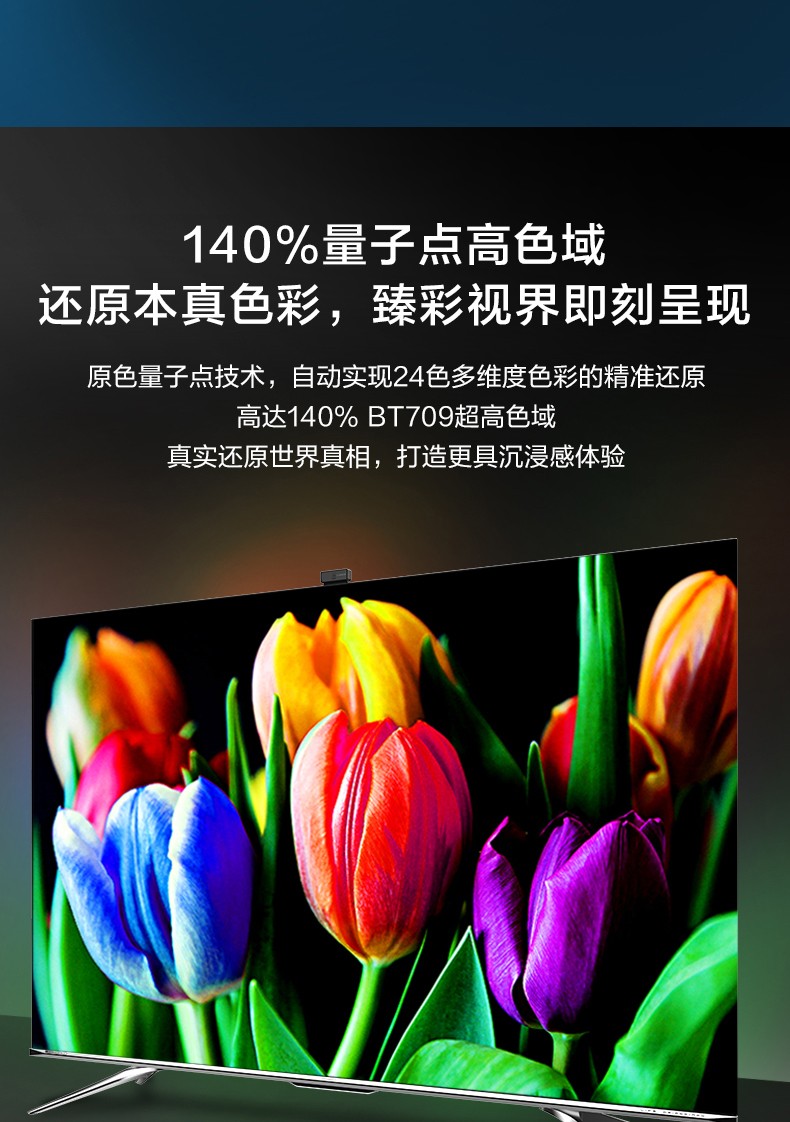 140%量子点高色域
还原本真色彩，臻彩视界即刻呈现
原色量子点技术，自动实现24色多维度色彩的精准还原
高达140% BT709超高色域
真实还原世界真相，打造更具沉浸感体验